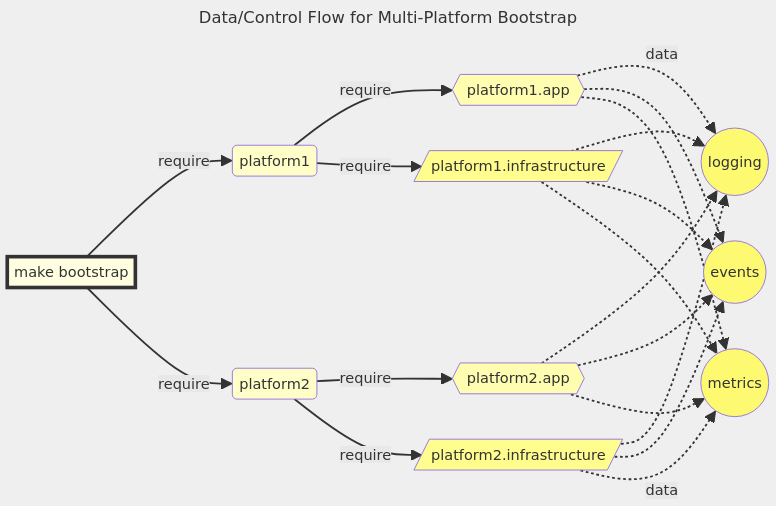 Data/Control Flow for Multi-Platform Bootstrap
data
require
platform1.app
require
platform1
require
platform1.infrastructure
logging
make bootstrap
events
require
platform2
require
platform2.app
metrics
require
platform2.infrastructure
data